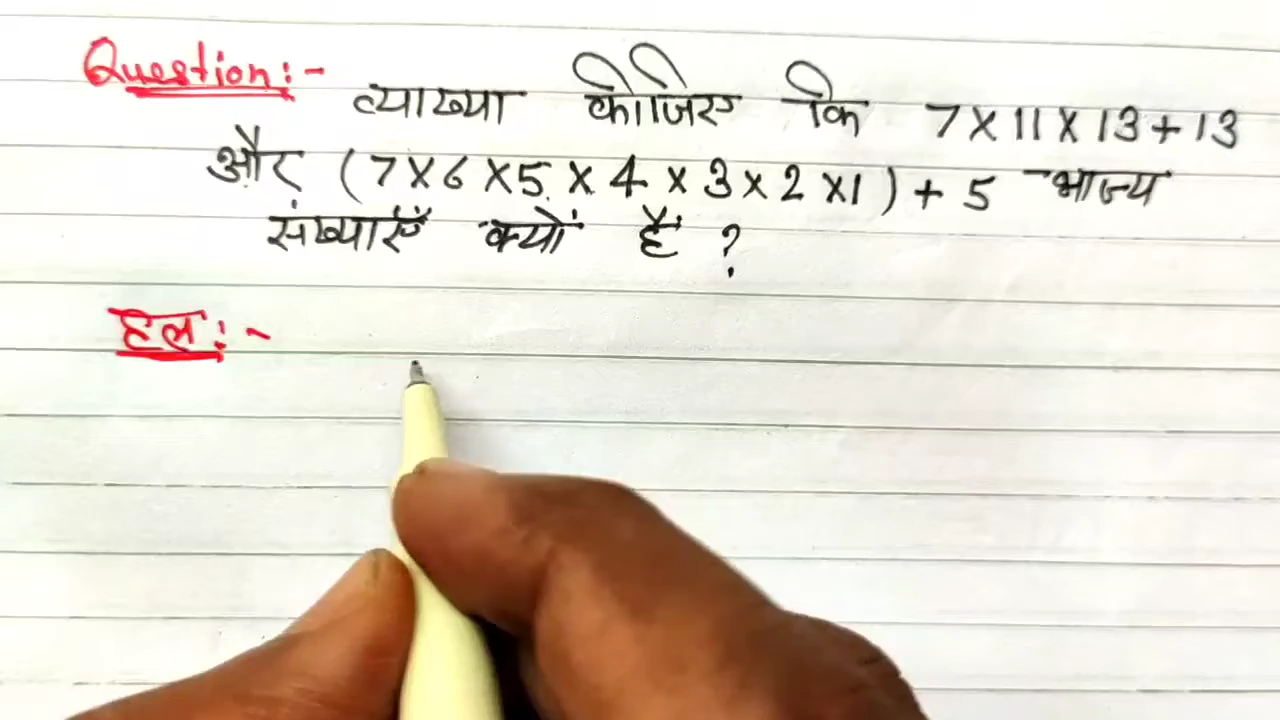 Question:- व्याख्या कीजिए कि 7 × 11 × 13 + 13
और (7 × 6 × 5 × 4 × 3 × 2 × 1) + 5 भाज्य
संख्याएँ क्यों हैं ?
हल:-